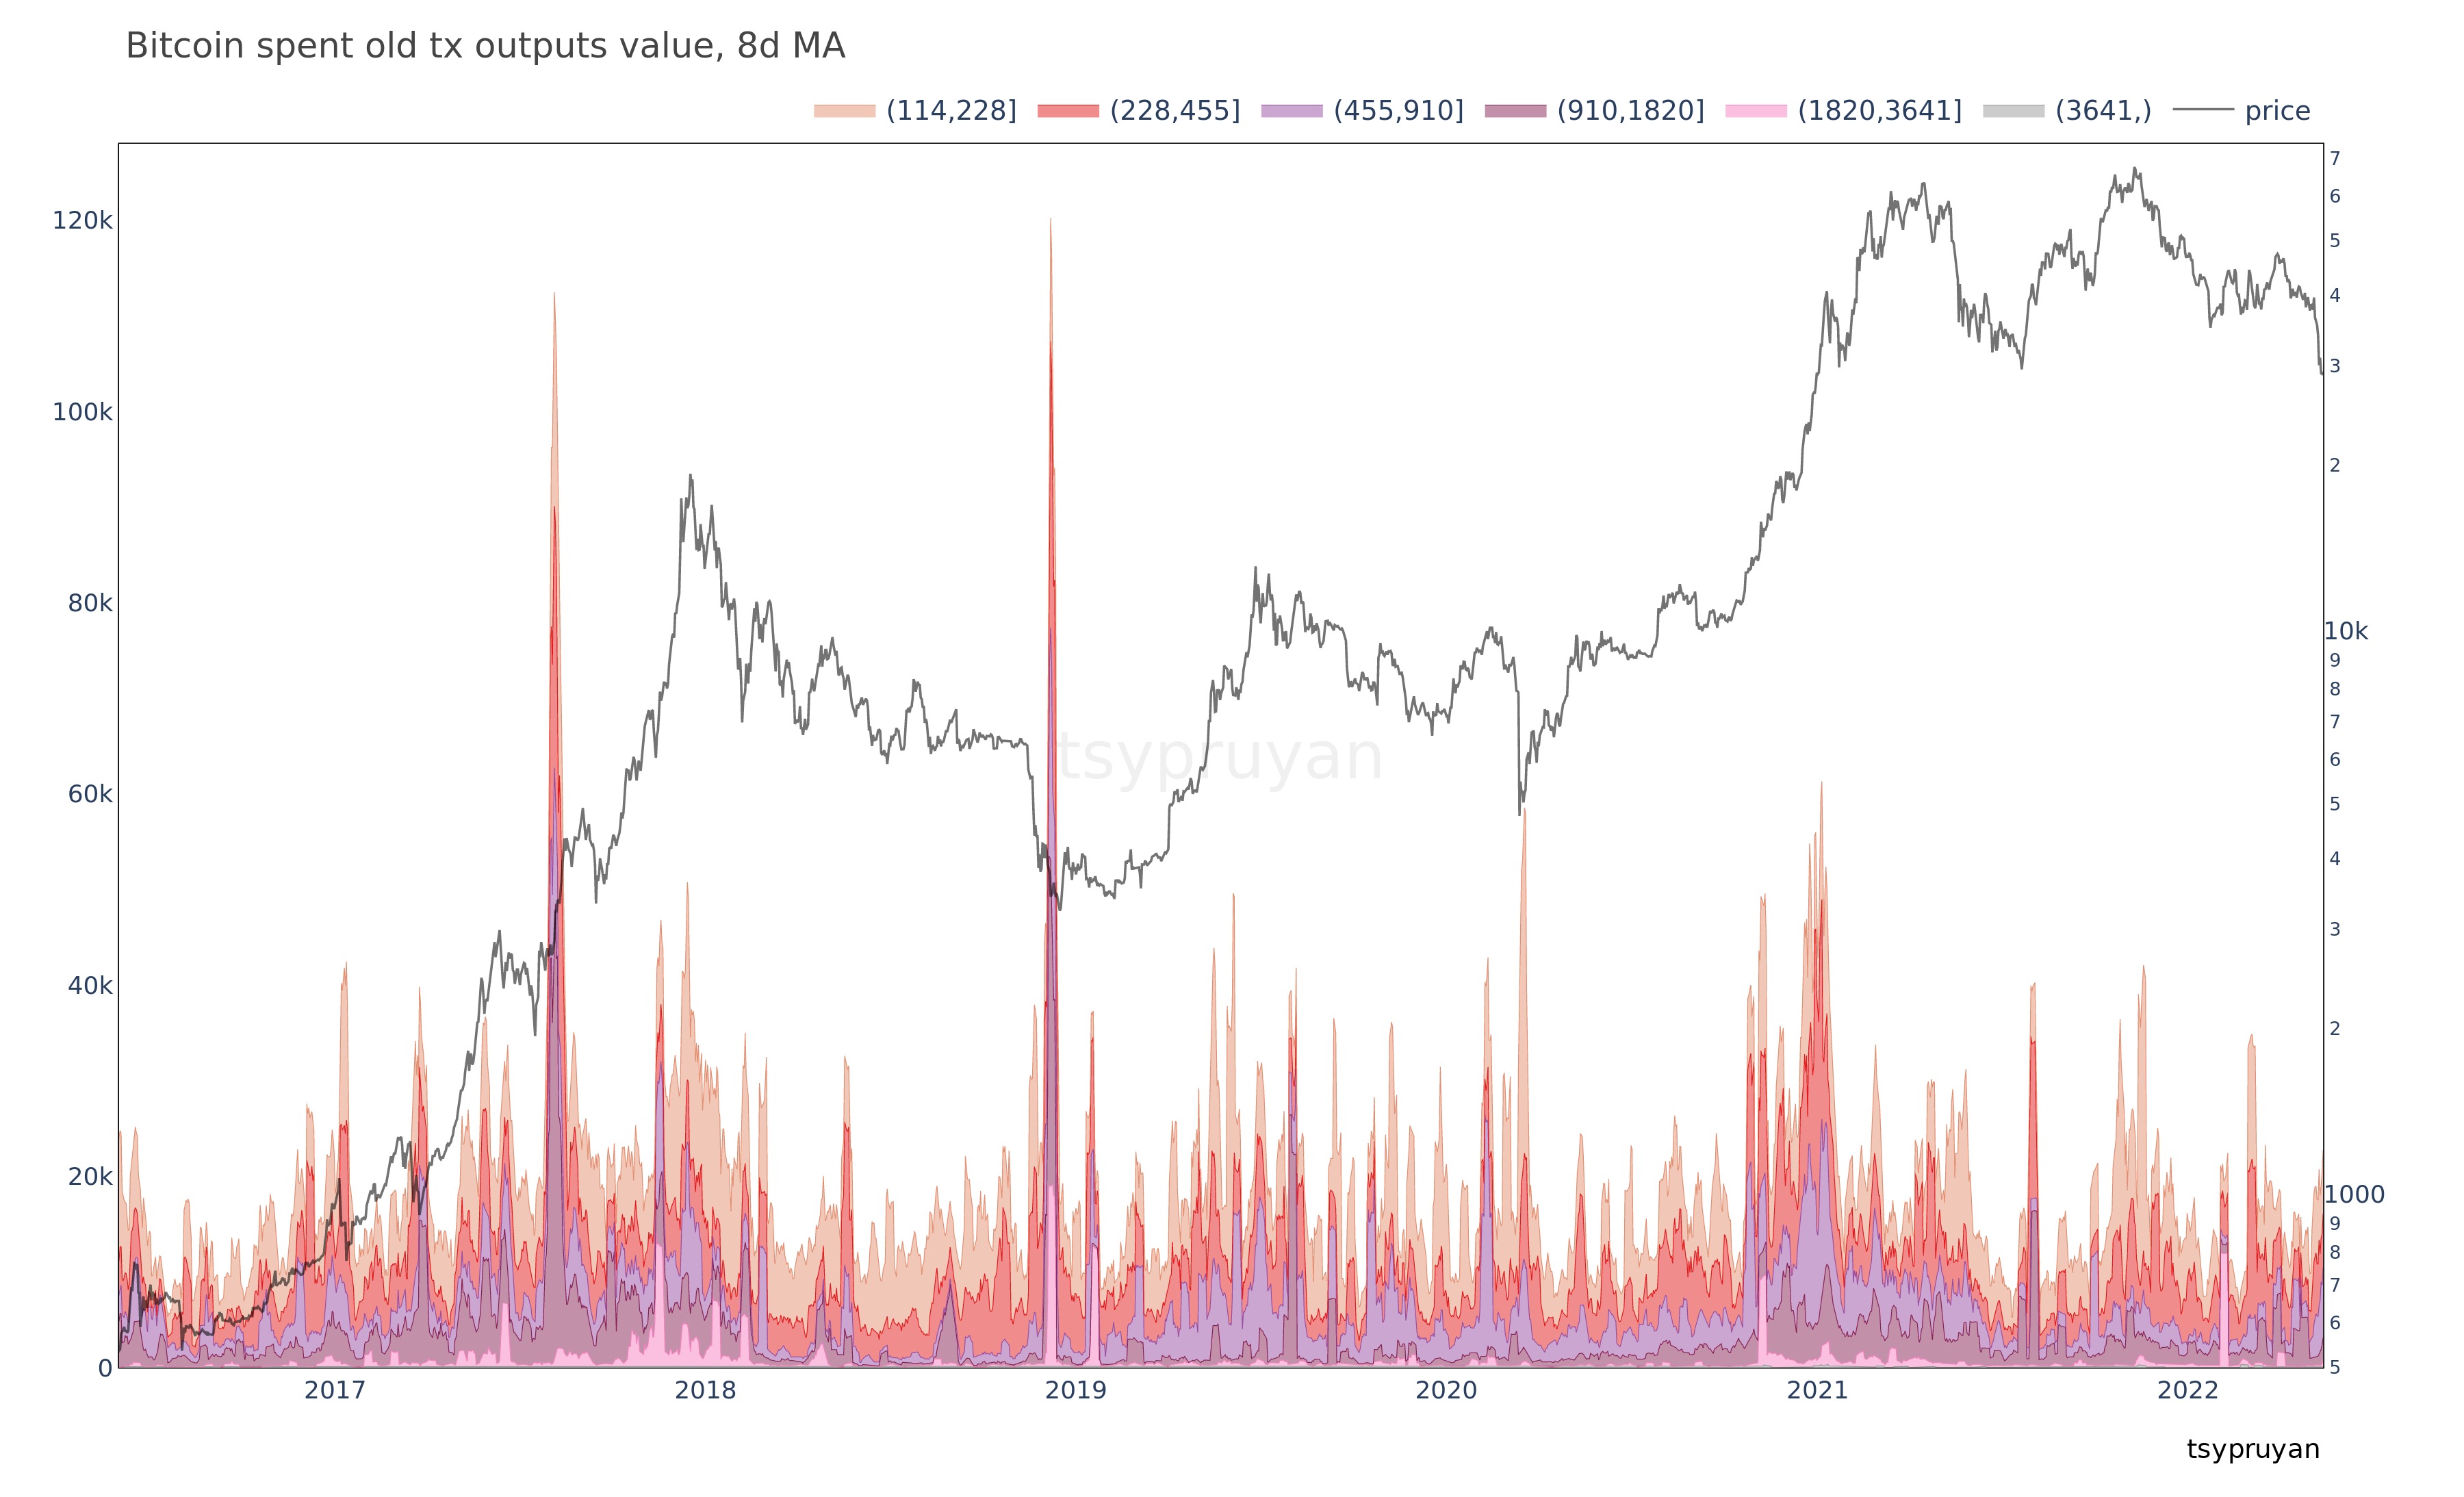 Bitcoin spent old tx outputs value, 8d MA
(114,228] (228,455] (455,910] (910,1820] (1820,3641] (3641,) price
120k
100k
80k
60k
40k
20k
0
7
6
5
4
3
2
10k
9
8
7
6
5
4
3
2
1000
9
8
7
6
5
tsypruyan
2017 2018 2019 2020 2021 2022
tsypruyan